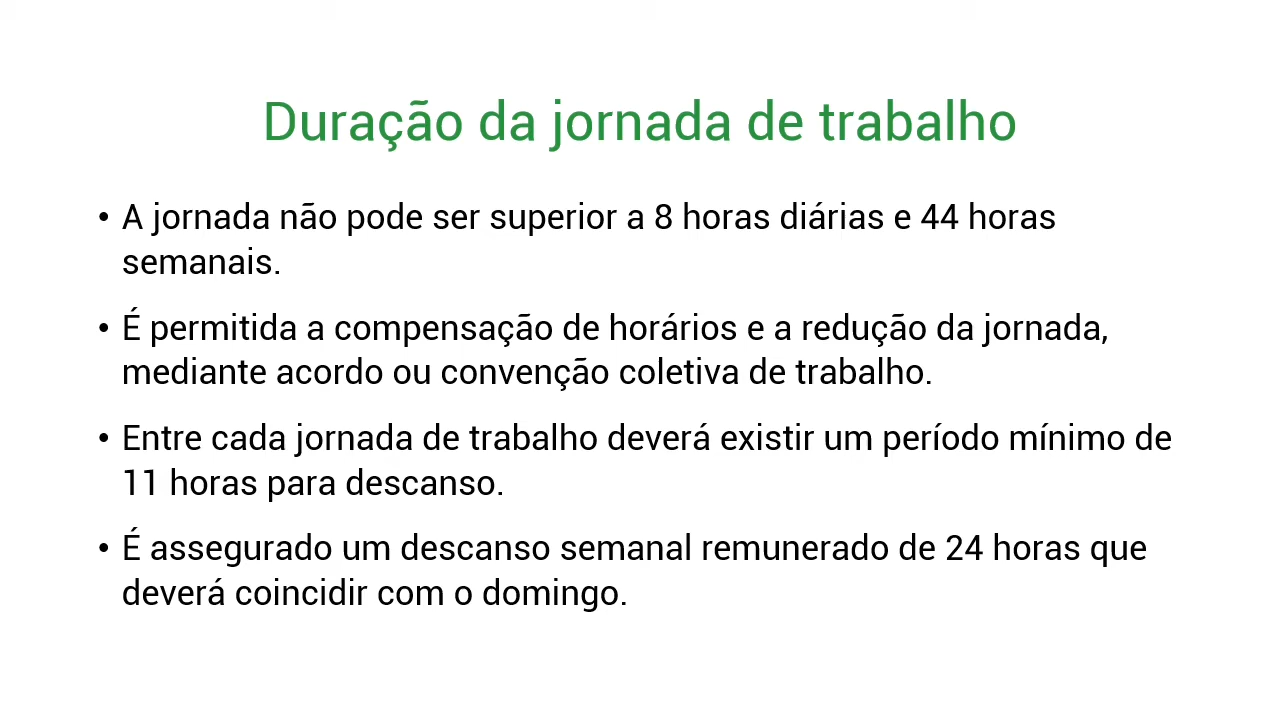 Duração da jornada de trabalho
• A jornada não pode ser superior a 8 horas diárias e 44 horas
semanais.
• É permitida a compensação de horários e a redução da jornada,
mediante acordo ou convenção coletiva de trabalho.
• Entre cada jornada de trabalho deverá existir um período mínimo de
11 horas para descanso.
• É assegurado um descanso semanal remunerado de 24 horas que
deverá coincidir com o domingo.